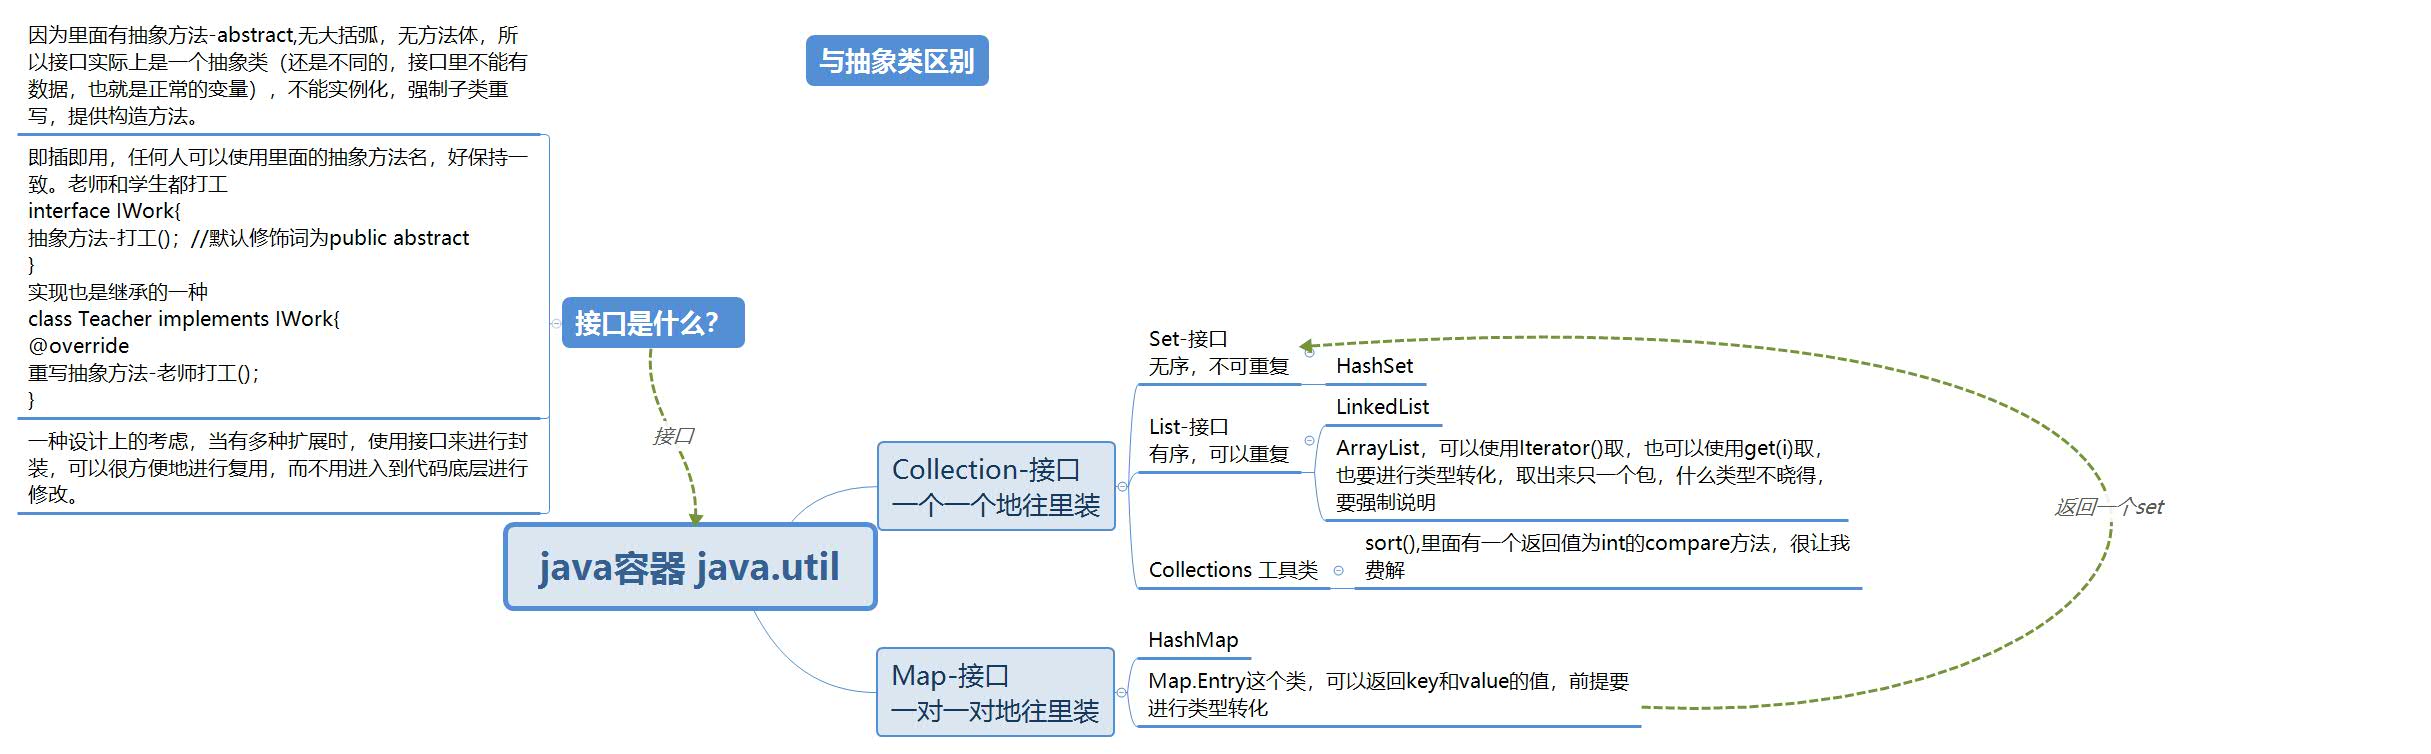 因为里面有抽象方法-abstract,无大括弧，无方法体，所
以接口实际上是一个抽象类（还是不同的，接口里不能有
数据，也就是正常的变量），不能实例化，强制子类重
写，提供构造方法。
即插即用，任何人可以使用里面的抽象方法名，好保持一
致。老师和学生都打工
interface IWork{
抽象方法-打工()；//默认修饰词为public abstract
}
实现也是继承的一种
class Teacher implements IWork{
@override
重写抽象方法-老师打工()；
}
一种设计上的考虑，当有多种扩展时，使用接口来进行封
装，可以很方便地进行复用，而不用进入到代码底层进行
修改。
接口是什么？
与抽象类区别
接口
java容器 java.util
Collection-接口
一个一个地往里装
Set-接口
无序，不可重复
HashSet
List-接口
有序，可以重复
LinkedList
ArrayList，可以使用Iterator()取，也可以使用get(i)取，
也要进行类型转化，取出来只一个包，什么类型不晓得，
要强制说明
Collections 工具类
sort(),里面有一个返回值为int的compare方法，很让我
费解
Map-接口
一对一对地往里装
HashMap
Map.Entry这个类，可以返回key和value的值，前提要
进行类型转化
返回一个set